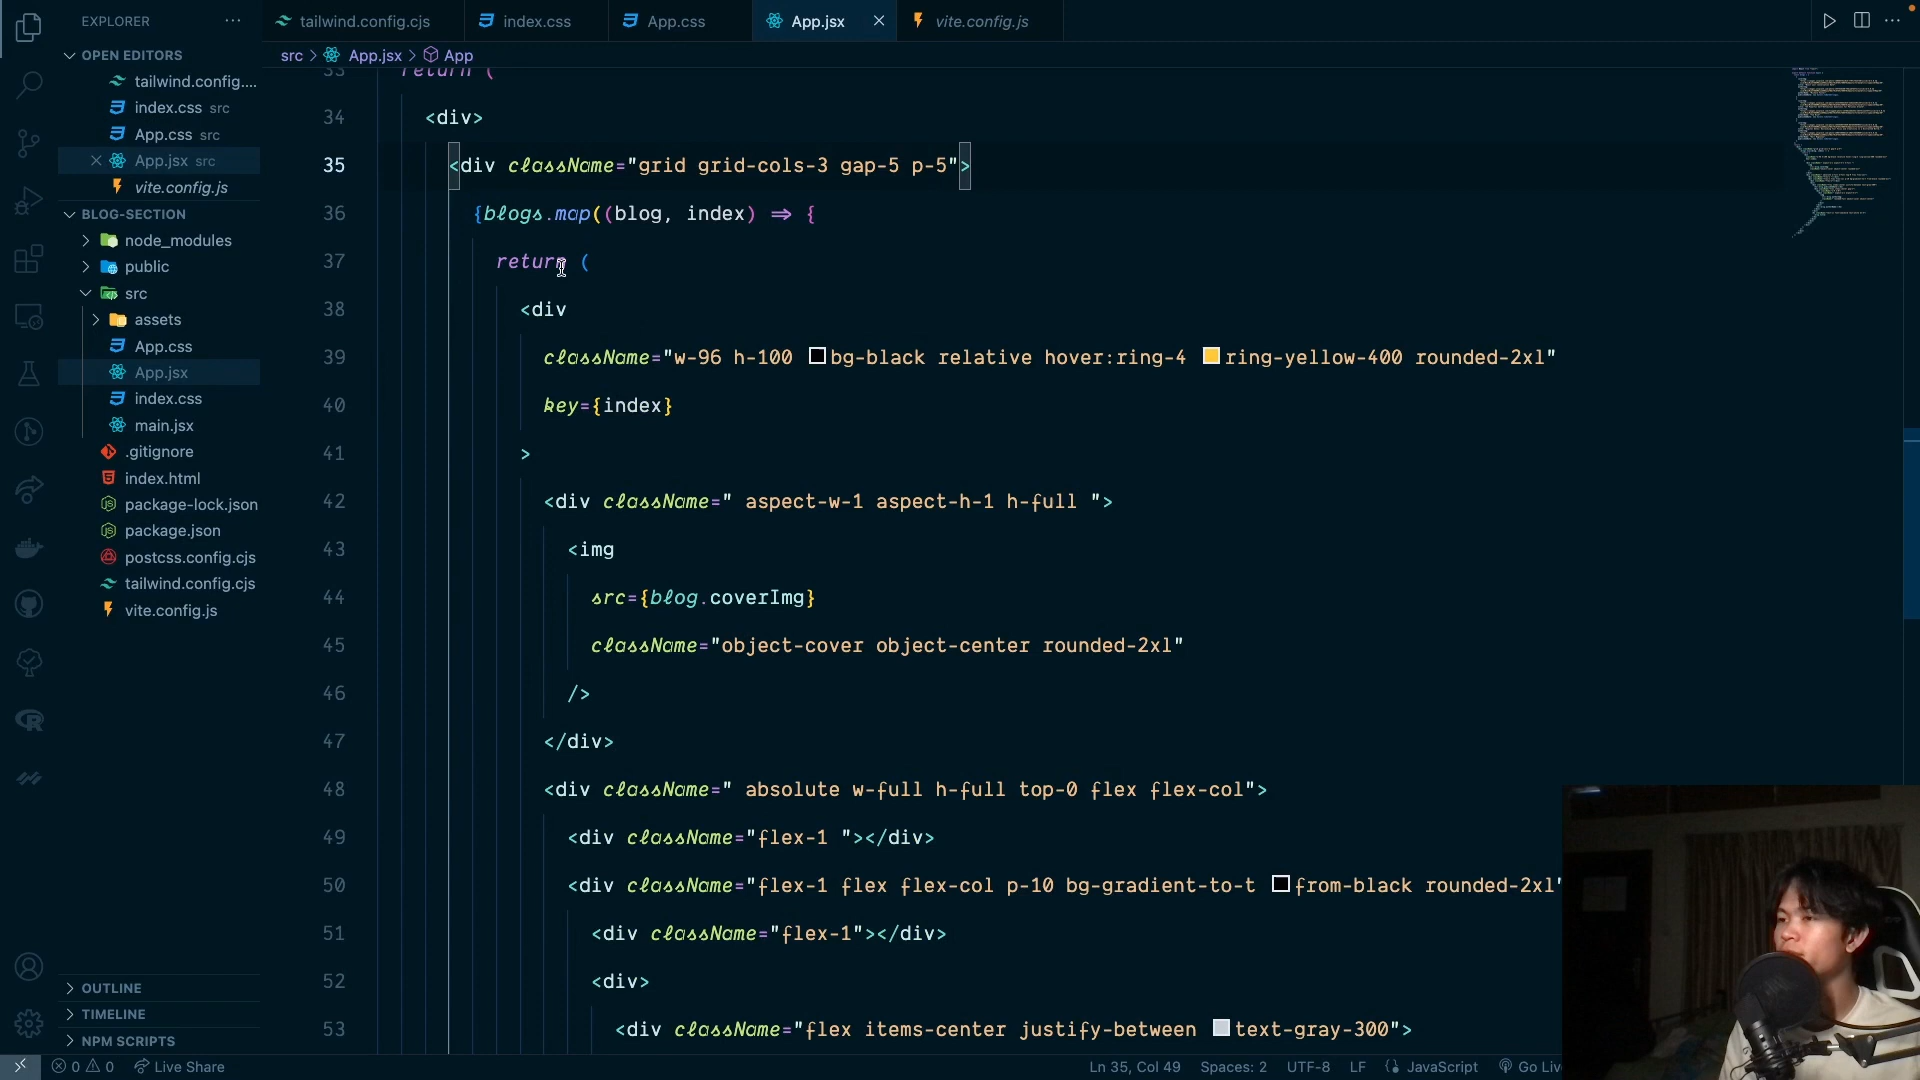 EXPLORER
OPEN EDITORS
tailwind.config....
index.css src
App.css src
App.jsx src
vite.config.js
BLOG-SECTION
node_modules
public
src
assets
App.css
App.jsx
index.css
main.jsx
.gitignore
index.html
package-lock.json
package.json
postcss.config.cjs
tailwind.config.cjs
vite.config.js
OUTLINE
TIMELINE
NPM SCRIPTS
tailwind.config.cjs index.css App.css App.jsx vite.config.js
src > App.jsx > App
33 return (
34 <div>
35 <div className="grid grid-cols-3 gap-5 p-5">
36 {blogs.map((blog, index) => {
37 return (
38 <div
39 className="w-96 h-100 bg-black relative hover:ring-4 ring-yellow-400 rounded-2xl"
40 key={index}
41 >
42 <div className=" aspect-w-1 aspect-h-1 h-full ">
43 <img
44 src={blog.coverImg}
45 className="object-cover object-center rounded-2xl"
46 />
47 </div>
48 <div className=" absolute w-full h-full top-0 flex flex-col">
49 <div className="flex-1 "></div>
50 <div className="flex-1 flex flex-col p-10 bg-gradient-to-t from-black rounded-2xl"
51 <div className="flex-1"></div>
52 <div>
53 <div className="flex items-center justify-between text-gray-300">
0 0 Live Share Ln 35, Col 49 Spaces: 2 UTF-8 LF JavaScript Go Liv